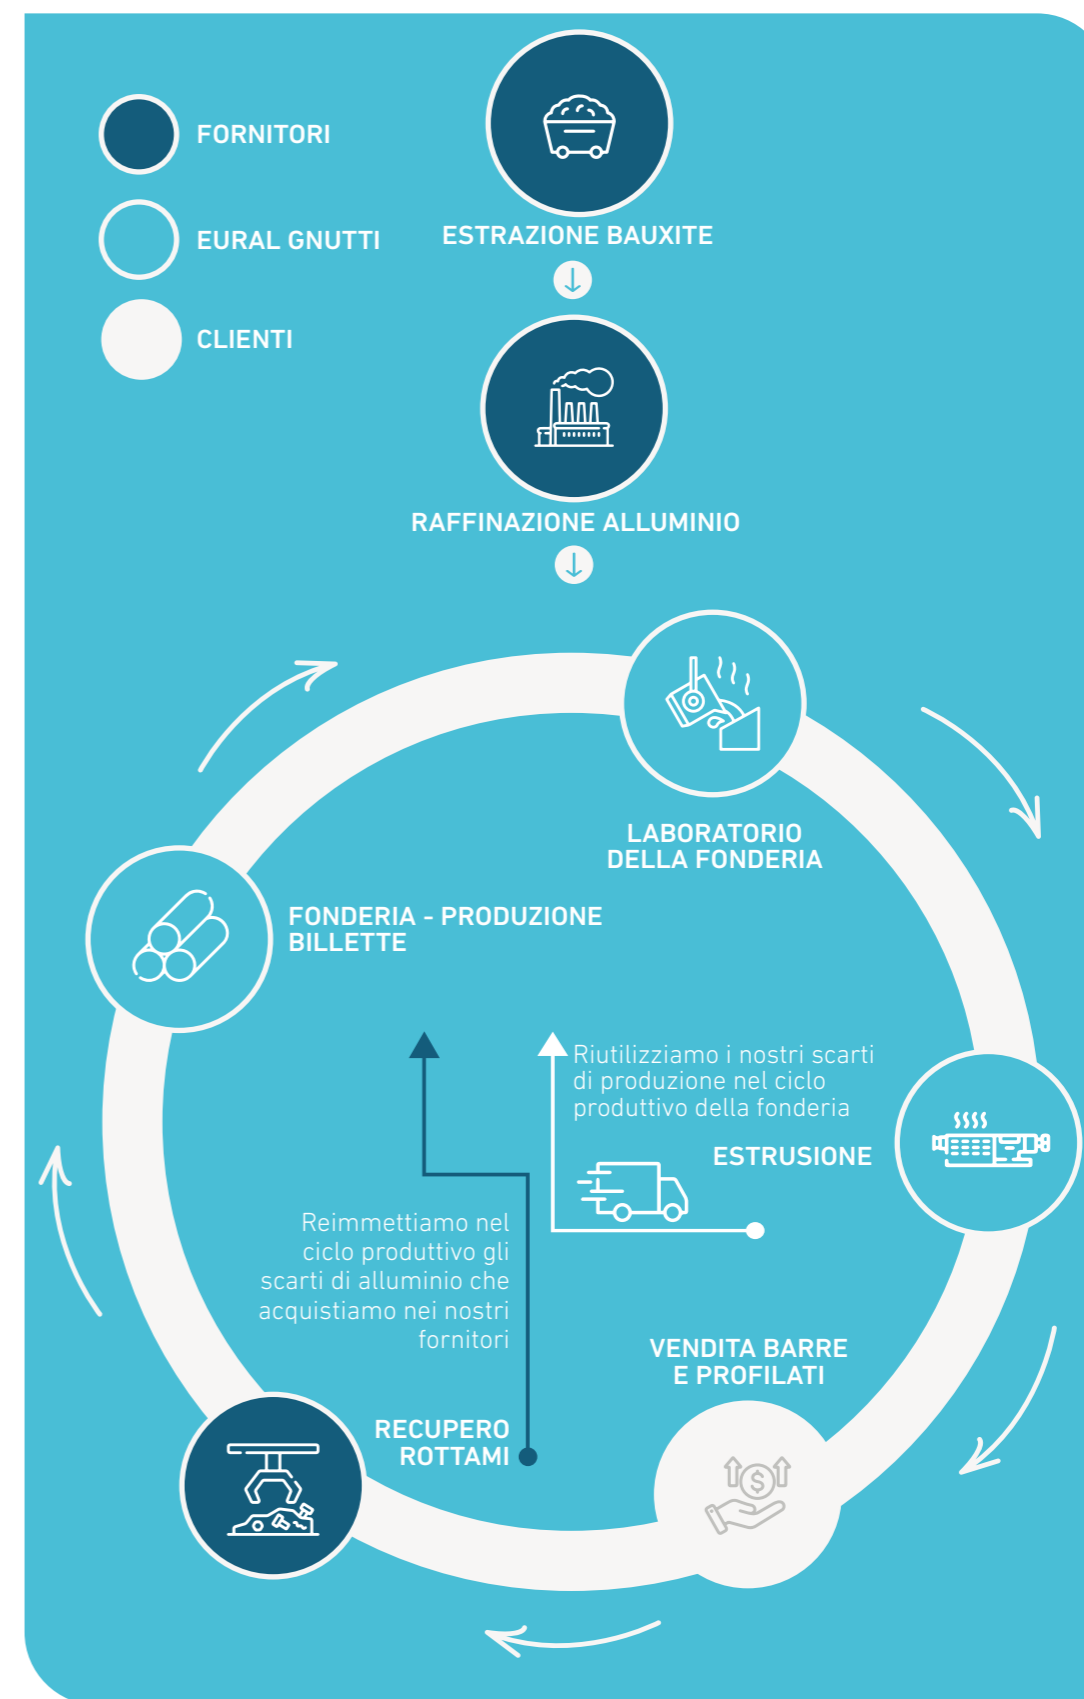 FORNITORI
EURAL GNUTTI
CLIENTI
ESTRAZIONE BAUXITE
RAFFINAZIONE ALLUMINIO
LABORATORIO
DELLA FONDERIA
FONDERIA - PRODUZIONE
BILLETTE
Riutilizziamo i nostri scarti
di produzione nel ciclo
produttivo della fonderia
ESTRUSIONE
Reimmettiamo nel
ciclo produttivo gli
scarti di alluminio che
acquistiamo nei nostri
fornitori
VENDITA BARRE
E PROFILATI
RECUPERO
ROTTAMI
$